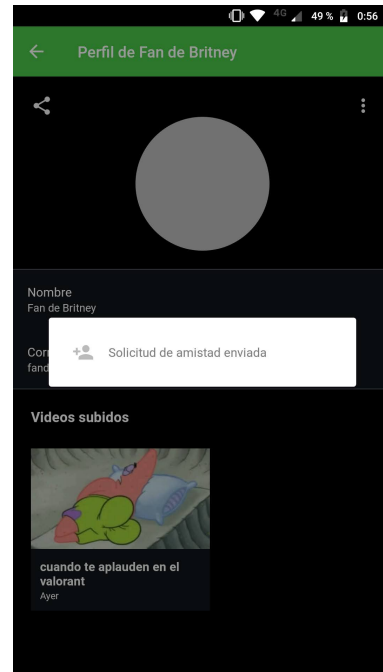 4G 49 % 0:56
Perfil de Fan de Britney
Nombre
Fan de Britney
Solicitud de amistad enviada
Videos subidos
cuando te aplauden en el
valorant
Ayer